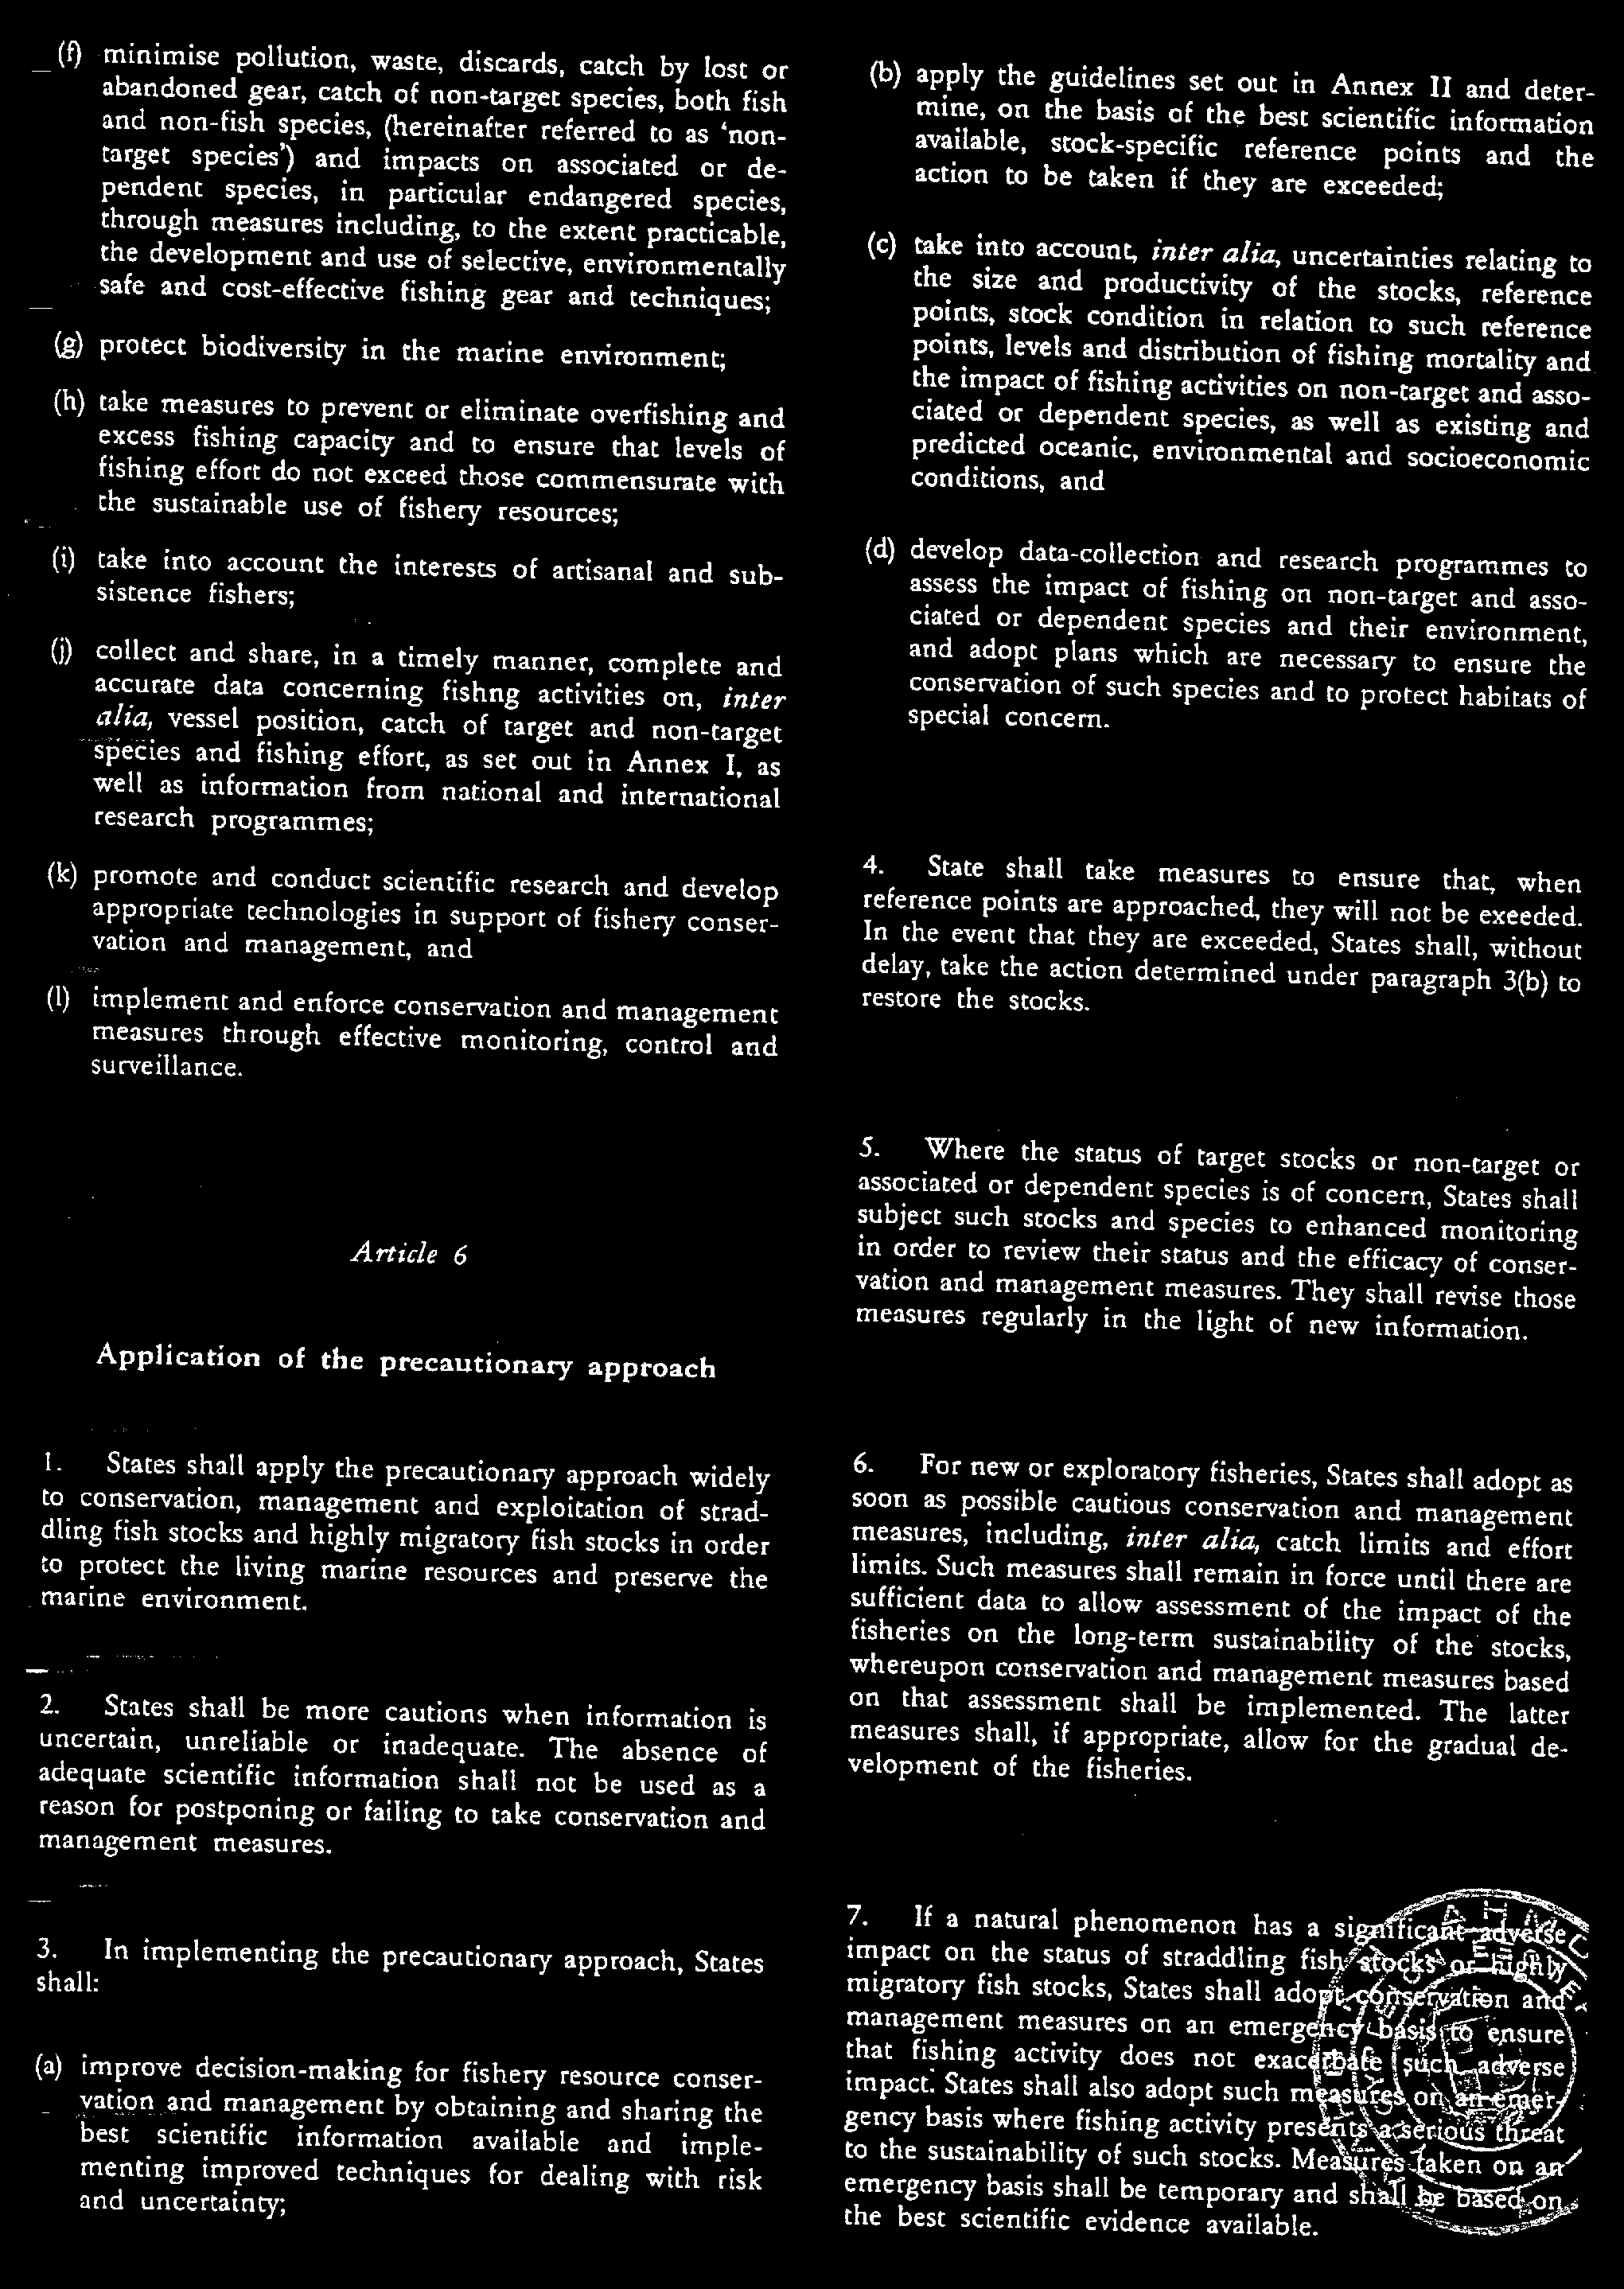 (f) minimise pollution, waste, discards, catch by lost or
abandoned gear, catch of non-target species, both fish
and non-fish species, (hereinafter referred to as 'non-
target species') and impacts on associated or de-
pendent species, in particular endangered species,
through measures including, to the extent practicable,
the development and use of selective, environmentally
safe and cost-effective fishing gear and techniques;
(g) protect biodiversity in the marine environment;
(h) take measures to prevent or eliminate overfishing and
excess fishing capacity and to ensure that levels of
fishing effort do not exceed those commensurate with
the sustainable use of fishery resources;
(i) take into account the interests of artisanal and sub-
sistence fishers;
(j) collect and share, in a timely manner, complete and
accurate data concerning fishng activities on, inter
alia, vessel position, catch of target and non-target
species and fishing effort, as set out in Annex I, as
well as information from national and international
research programmes;
(k) promote and conduct scientific research and develop
appropriate technologies in support of fishery conser-
vation and management, and
(l) implement and enforce conservation and management
measures through effective monitoring, control and
surveillance.
Article 6
Application of the precautionary approach
1. States shall apply the precautionary approach widely
to conservation, management and exploitation of strad-
dling fish stocks and highly migratory fish stocks in order
to protect the living marine resources and preserve the
marine environment.
2. States shall be more cautions when information is
uncertain, unreliable or inadequate. The absence of
adequate scientific information shall not be used as a
reason for postponing or failing to take conservation and
management measures.
3. In implementing the precautionary approach, States
shall:
(a) improve decision-making for fishery resource conser-
vation and management by obtaining and sharing the
best scientific information available and imple-
menting improved techniques for dealing with risk
and uncertainty;
(b) apply the guidelines set out in Annex II and deter-
mine, on the basis of the best scientific information
available, stock-specific reference points and the
action to be taken if they are exceeded;
(c) take into account, inter alia, uncertainties relating to
the size and productivity of the stocks, reference
points, stock condition in relation to such reference
points, levels and distribution of fishing mortality and
the impact of fishing activities on non-target and asso-
ciated or dependent species, as well as existing and
predicted oceanic, environmental and socioeconomic
conditions, and
(d) develop data-collection and research programmes to
assess the impact of fishing on non-target and asso-
ciated or dependent species and their environment,
and adopt plans which are necessary to ensure the
conservation of such species and to protect habitats of
special concern.
4. State shall take measures to ensure that, when
reference points are approached, they will not be exeeded.
In the event that they are exceeded, States shall, without
delay, take the action determined under paragraph 3(b) to
restore the stocks.
5. Where the status of target stocks or non-target or
associated or dependent species is of concern, States shall
subject such stocks and species to enhanced monitoring
in order to review their status and the efficacy of conser-
vation and management measures. They shall revise those
measures regularly in the light of new information.
6. For new or exploratory fisheries, States shall adopt as
soon as possible cautious conservation and management
measures, including, inter alia, catch limits and effort
limits. Such measures shall remain in force until there are
sufficient data to allow assessment of the impact of the
fisheries on the long-term sustainability of the stocks,
whereupon conservation and management measures based
on that assessment shall be implemented. The latter
measures shall, if appropriate, allow for the gradual de-
velopment of the fisheries.
7. If a natural phenomenon has a significant adverse
impact on the status of straddling fish stocks or highly
migratory fish stocks, States shall adopt conservation and
management measures on an emergency basis to ensure
that fishing activity does not exacerbate such adverse
impact. States shall also adopt such measures on an emer-
gency basis where fishing activity presents a serious threat
to the sustainability of such stocks. Measures taken on an
emergency basis shall be temporary and shall be based on
the best scientific evidence available.